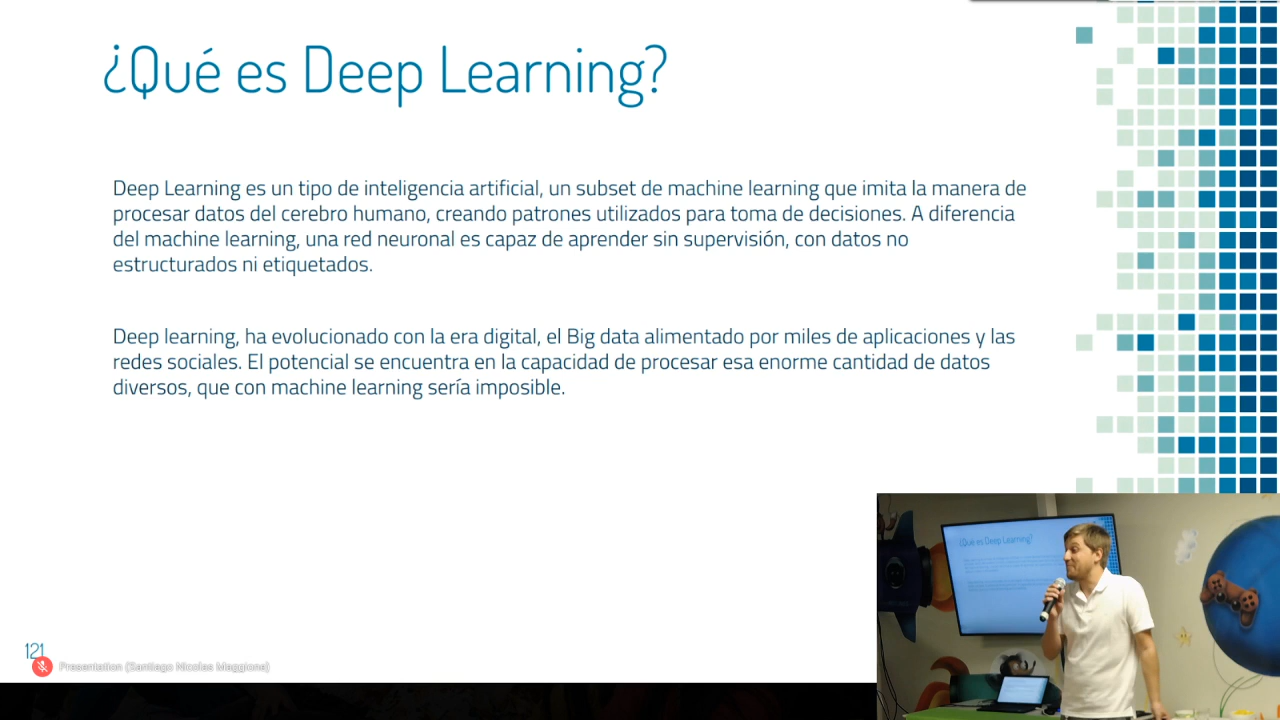 ¿Qué es Deep Learning?
Deep Learning es un tipo de inteligencia artificial, un subset de machine learning que imita la manera de
procesar datos del cerebro humano, creando patrones utilizados para toma de decisiones. A diferencia
del machine learning, una red neuronal es capaz de aprender sin supervisión, con datos no
estructurados ni etiquetados.
Deep learning, ha evolucionado con la era digital, el Big data alimentado por miles de aplicaciones y las
redes sociales. El potencial se encuentra en la capacidad de procesar esa enorme cantidad de datos
diversos, que con machine learning sería imposible.
¿Qué es Deep Learning?
121
Presentation (Santiago Nicolas Maggione)